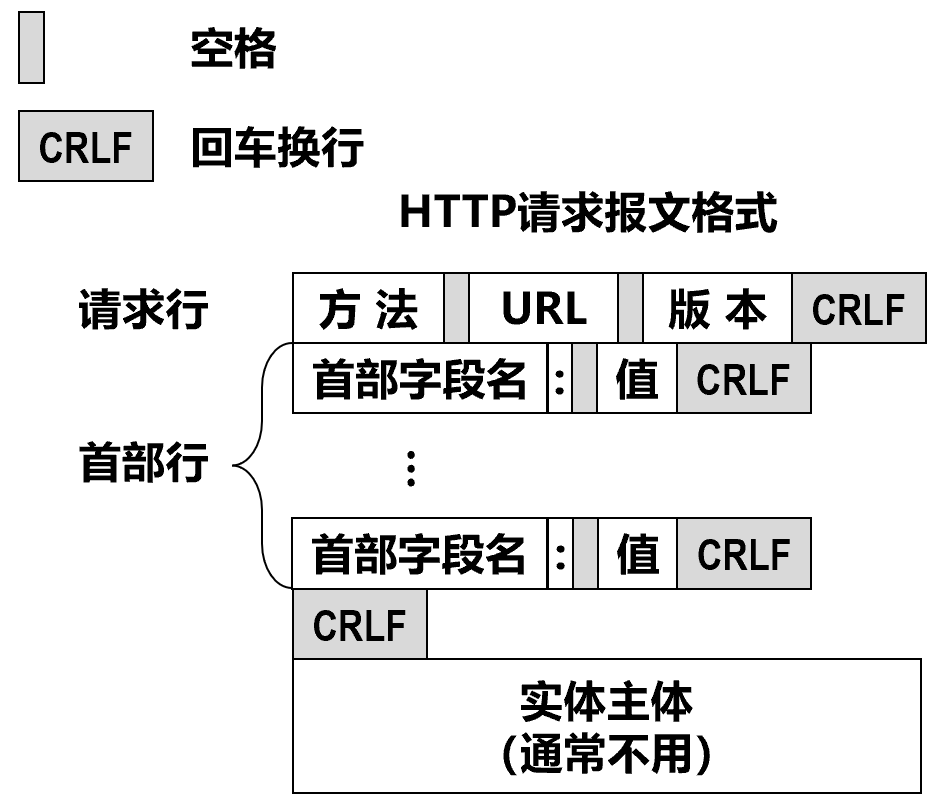 空格
CRLF 回车换行
HTTP请求报文格式
请求行 方 法 URL 版 本 CRLF
首部字段名 : 值 CRLF
首部行 ⋮
首部字段名 : 值 CRLF
CRLF
实体主体
（通常不用）